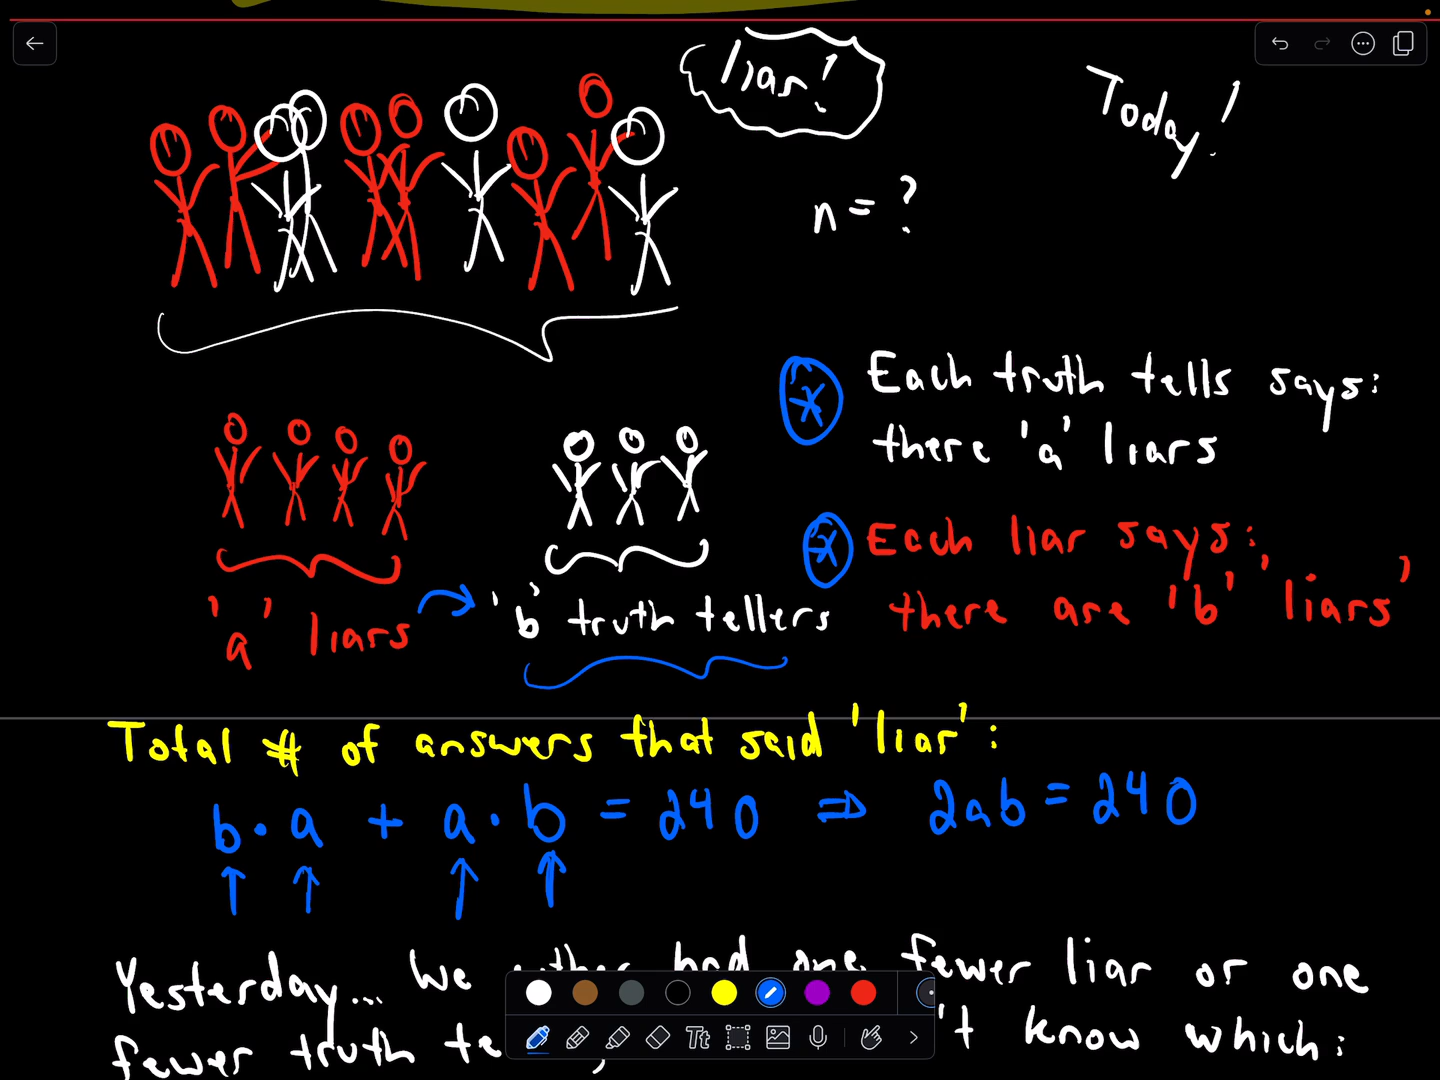 liar!
Today!
n = ?
Each truth tells says:
there 'a' liars
Each liar says:
there are 'b' 'liars'
'a' liars
'b' truth tellers
Total # of answers that said 'liar':
b · a + a · b = 240 ⇒ 2ab = 240
Yesterday... We had one fewer liar or one
fewer truth 't know which:
Tt